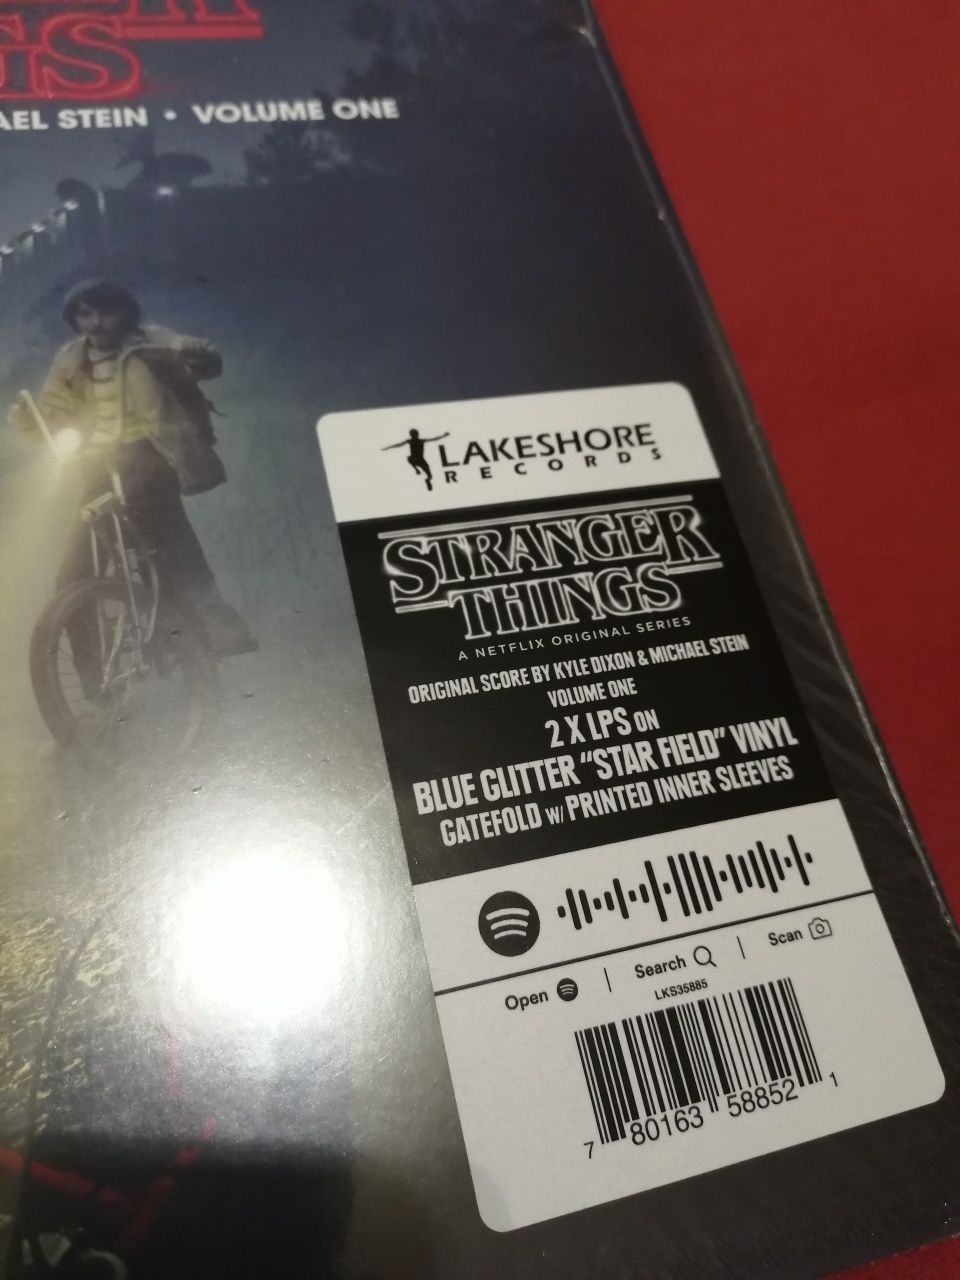 VOLUME ONE
STEIN • VOLUME ONE
LAKESHORE
RECORDS
STRANGER
THINGS
A NETFLIX ORIGINAL SERIES
ORIGINAL SCORE BY KYLE DIXON & MICHAEL STEIN
VOLUME ONE
2 X LPS ON
BLUE GLITTER "STAR FIELD" VINYL
GATEFOLD W/ PRINTED INNER SLEEVES
Open | Search | Scan
LKS35885
7 80163 58852 1